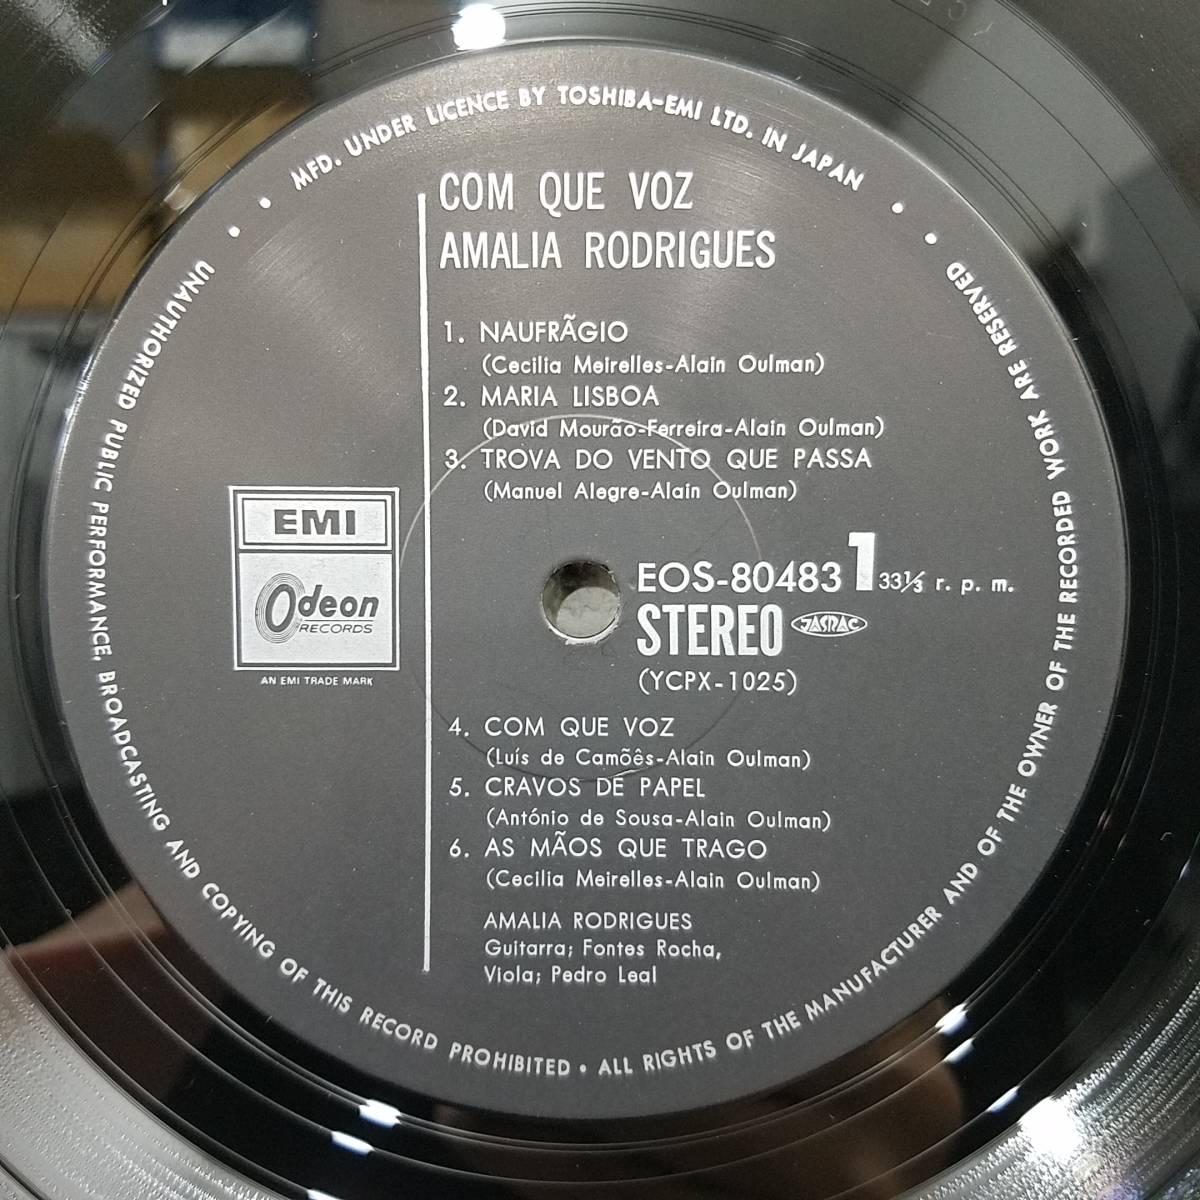 MFD. UNDER LICENCE BY TOSHIBA-EMI LTD. IN JAPAN
COM QUE VOZ
AMALIA RODRIGUES
1. NAUFRÃGIO
(Cecilia Meirelles-Alain Oulman)
2. MARIA LISBOA
(David Mourão-Ferreira-Alain Oulman)
3. TROVA DO VENTO QUE PASSA
(Manuel Alegre-Alain Oulman)
EMI
Odeon
RECORDS
AN EMI TRADE MARK
EOS-80483 1 33⅓ r. p. m.
STEREO JASRAC
(YCPX-1025)
4. COM QUE VOZ
(Luís de Camõês-Alain Oulman)
5. CRAVOS DE PAPEL
(António de Sousa-Alain Oulman)
6. AS MÃOS QUE TRAGO
(Cecilia Meirelles-Alain Oulman)
AMALIA RODRIGUES
Guitarra; Fontes Rocha,
Viola; Pedro Leal
UNAUTHORIZED PUBLIC PERFORMANCE, BROADCASTING AND COPYING OF THIS RECORD PROHIBITED • ALL RIGHTS OF THE MANUFACTURER AND OF THE OWNER OF THE RECORDED WORK ARE RESERVED